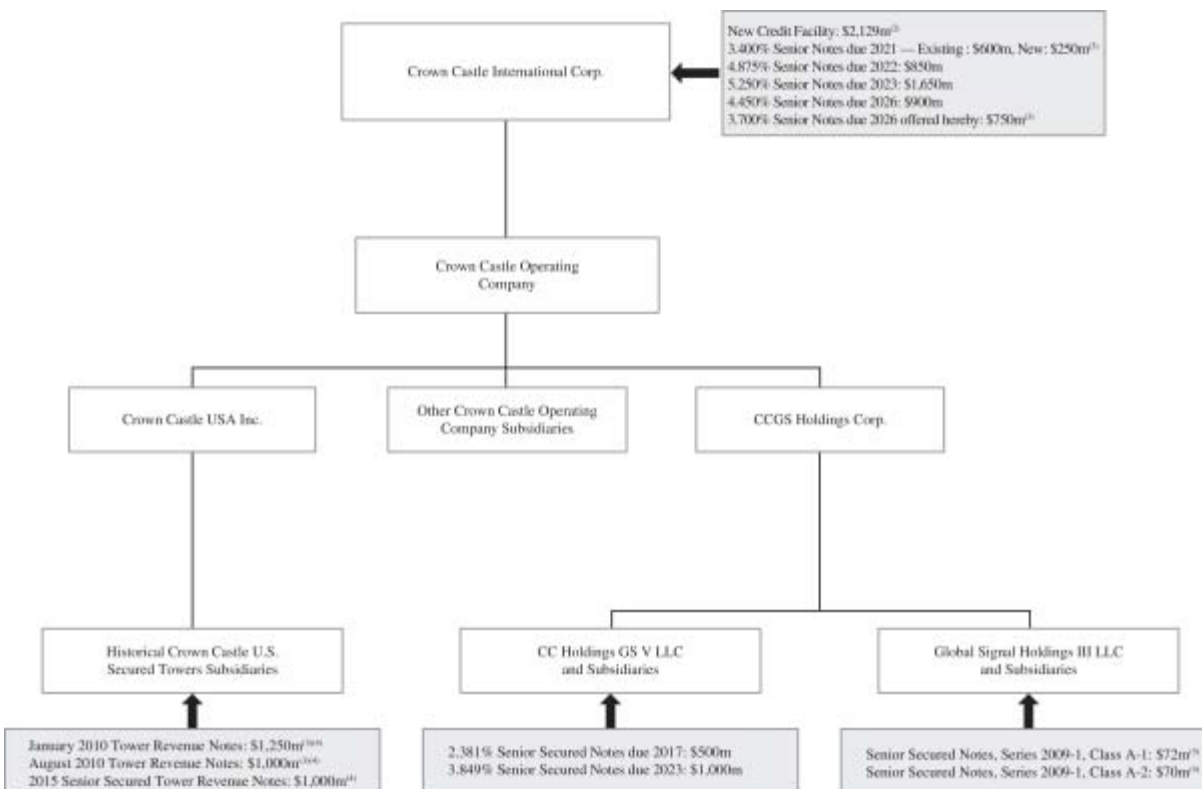 Crown Castle International Corp.
New Credit Facility: $2,129m(2)
3.400% Senior Notes due 2021 — Existing : $600m, New: $250m(3)
4.875% Senior Notes due 2022: $850m
5.250% Senior Notes due 2023: $1,650m
4.450% Senior Notes due 2026: $900m
3.700% Senior Notes due 2026 offered hereby: $750m(3)
Crown Castle Operating
Company
Crown Castle USA Inc.
Other Crown Castle Operating
Company Subsidiaries
CCGS Holdings Corp.
Historical Crown Castle U.S.
Secured Towers Subsidiaries
CC Holdings GS V LLC
and Subsidiaries
Global Signal Holdings III LLC
and Subsidiaries
January 2010 Tower Revenue Notes: $1,250m
August 2010 Tower Revenue Notes: $1,000m
2015 Senior Secured Tower Revenue Notes: $1,000m(4)
2.381% Senior Secured Notes due 2017: $500m
3.849% Senior Secured Notes due 2023: $1,000m
Senior Secured Notes, Series 2009-1, Class A-1: $72m
Senior Secured Notes, Series 2009-1, Class A-2: $70m